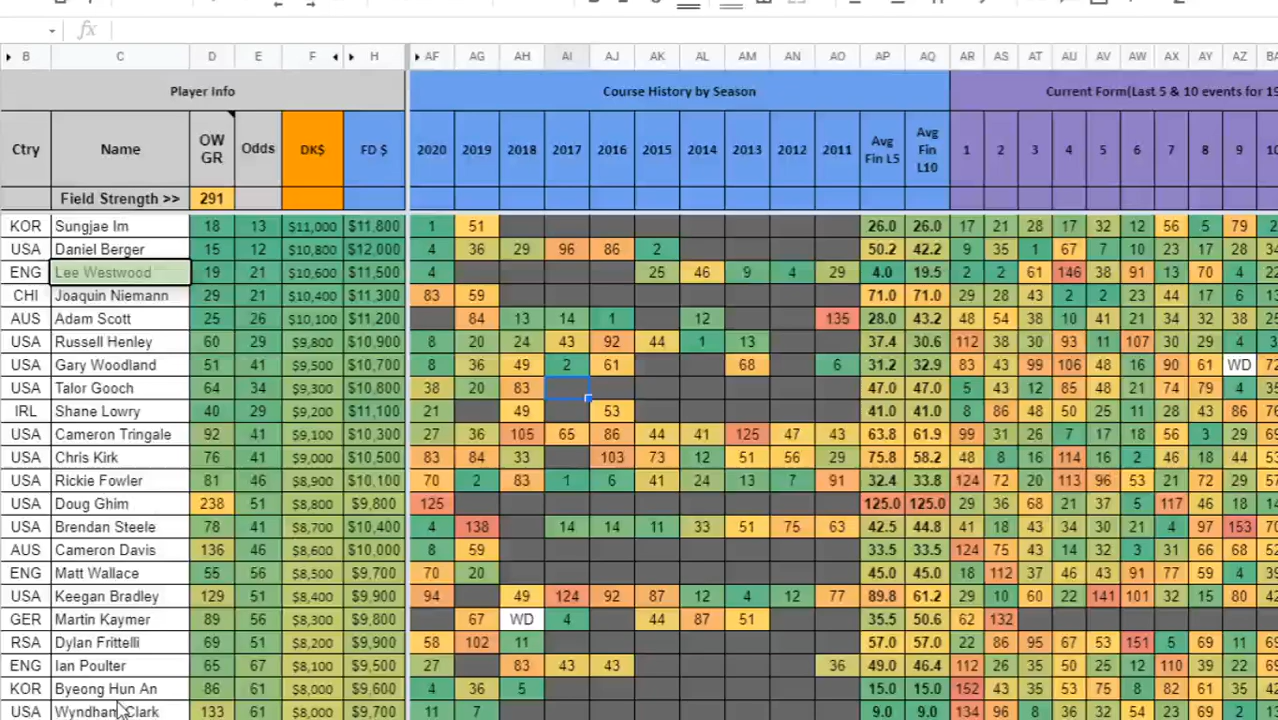 fx
B C D E F H AF AG AH AI AJ AK AL AM AN AO AP AQ AR AS AT AU AV AW AX AY AZ
Player Info Course History by Season Current Form(Last 5 & 10 events for
Ctry Name OW GR Odds DK$ FD $ 2020 2019 2018 2017 2016 2015 2014 2013 2012 2011 Avg Fin L5 Avg Fin L10 1 2 3 4 5 6 7 8 9 10
Field Strength >> 291
KOR Sungjae Im 18 13 $11,000 $11,800 1 51 26.0 26.0 17 21 28 17 32 12 56 5 79
USA Daniel Berger 15 12 $10,800 $12,000 4 36 29 96 86 2 50.2 42.2 9 35 1 67 7 10 23 17 28
ENG Lee Westwood 19 21 $10,600 $11,500 4 25 46 9 4 29 4.0 19.5 2 2 61 146 38 91 13 70 4
CHI Joaquin Niemann 29 21 $10,400 $11,300 83 59 71.0 71.0 29 28 43 2 2 23 44 17 6
AUS Adam Scott 25 26 $10,100 $11,200 84 13 14 1 12 135 28.0 43.2 48 54 38 10 41 21 34 32 38
USA Russell Henley 60 29 $9,800 $10,900 8 20 24 43 92 44 1 13 37.4 30.6 112 38 30 93 11 107 30 29 4
USA Gary Woodland 51 41 $9,500 $10,700 8 36 49 2 61 68 6 31.2 32.9 83 43 99 106 48 16 90 61 WD
USA Talor Gooch 64 34 $9,300 $10,800 38 20 83 47.0 47.0 5 43 12 85 48 21 74 79 4
IRL Shane Lowry 40 29 $9,200 $11,100 21 49 53 41.0 41.0 8 86 48 50 25 11 28 43 86
USA Cameron Tringale 92 41 $9,100 $10,300 27 36 105 65 86 44 41 125 47 43 63.8 61.9 99 31 26 7 17 18 56 3 29
USA Chris Kirk 76 41 $9,000 $10,500 83 84 33 103 73 12 51 56 29 75.8 58.2 48 8 16 114 16 2 46 18 44
USA Rickie Fowler 81 46 $8,900 $10,100 70 2 83 1 6 41 24 13 7 91 32.4 33.8 124 72 20 113 96 53 21 72 29
USA Doug Ghim 238 51 $8,800 $9,800 125 125.0 125.0 29 36 68 21 37 5 117 46 18
USA Brendan Steele 78 41 $8,700 $10,400 4 138 14 14 11 33 51 75 63 42.5 44.8 41 18 43 34 30 21 4 97 153
AUS Cameron Davis 136 46 $8,600 $10,000 8 59 33.5 33.5 124 75 43 14 32 3 31 66 68
ENG Matt Wallace 55 56 $8,500 $9,700 70 20 45.0 45.0 18 112 37 46 43 91 77 59 4
USA Keegan Bradley 129 51 $8,400 $9,900 94 49 124 92 87 12 4 12 77 89.8 61.2 29 10 60 22 141 101 32 15 80
GER Martin Kaymer 89 56 $8,300 $9,800 67 WD 4 44 87 51 35.5 50.6 62 132
RSA Dylan Frittelli 69 51 $8,200 $9,900 58 102 11 57.0 57.0 22 86 95 67 53 151 5 69 11
ENG Ian Poulter 65 67 $8,100 $9,500 27 83 43 43 36 49.0 46.4 112 26 35 50 25 12 110 39 22
KOR Byeong Hun An 86 61 $8,000 $9,600 4 36 5 15.0 15.0 152 43 53 75 8 82 61 35
USA Wyndham Clark 133 61 $8,000 $9,700 11 7 9.0 9.0 134 96 8 36 32 54 23 2